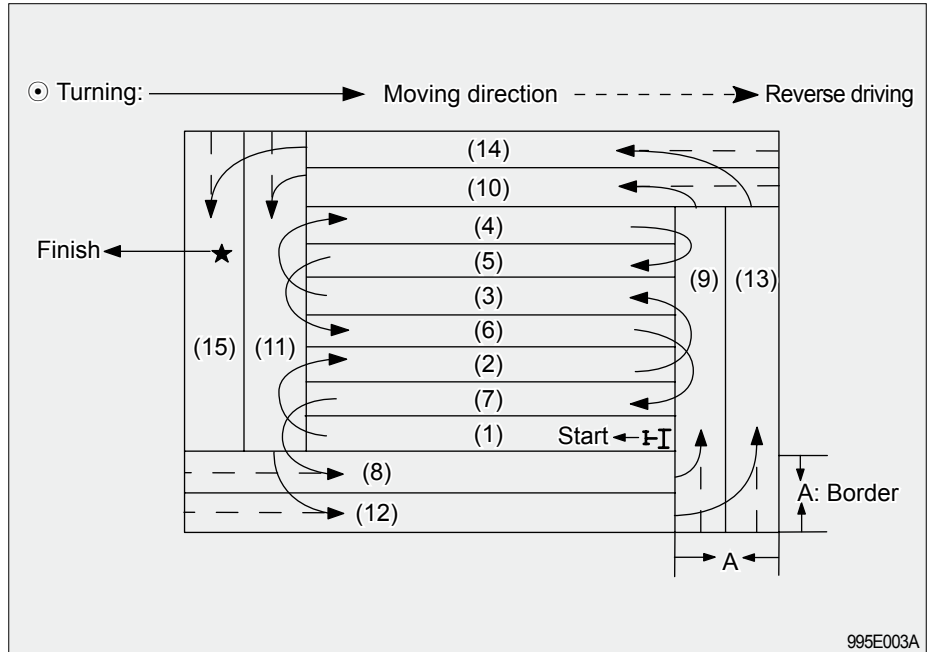 ⊙ Turning: Moving direction Reverse driving
(14)
(10)
(4)
Finish
(5)
(9) (13)
(3)
(6)
(15) (11)
(2)
(7)
(1) Start
(8)
A: Border
(12)
A
995E003A